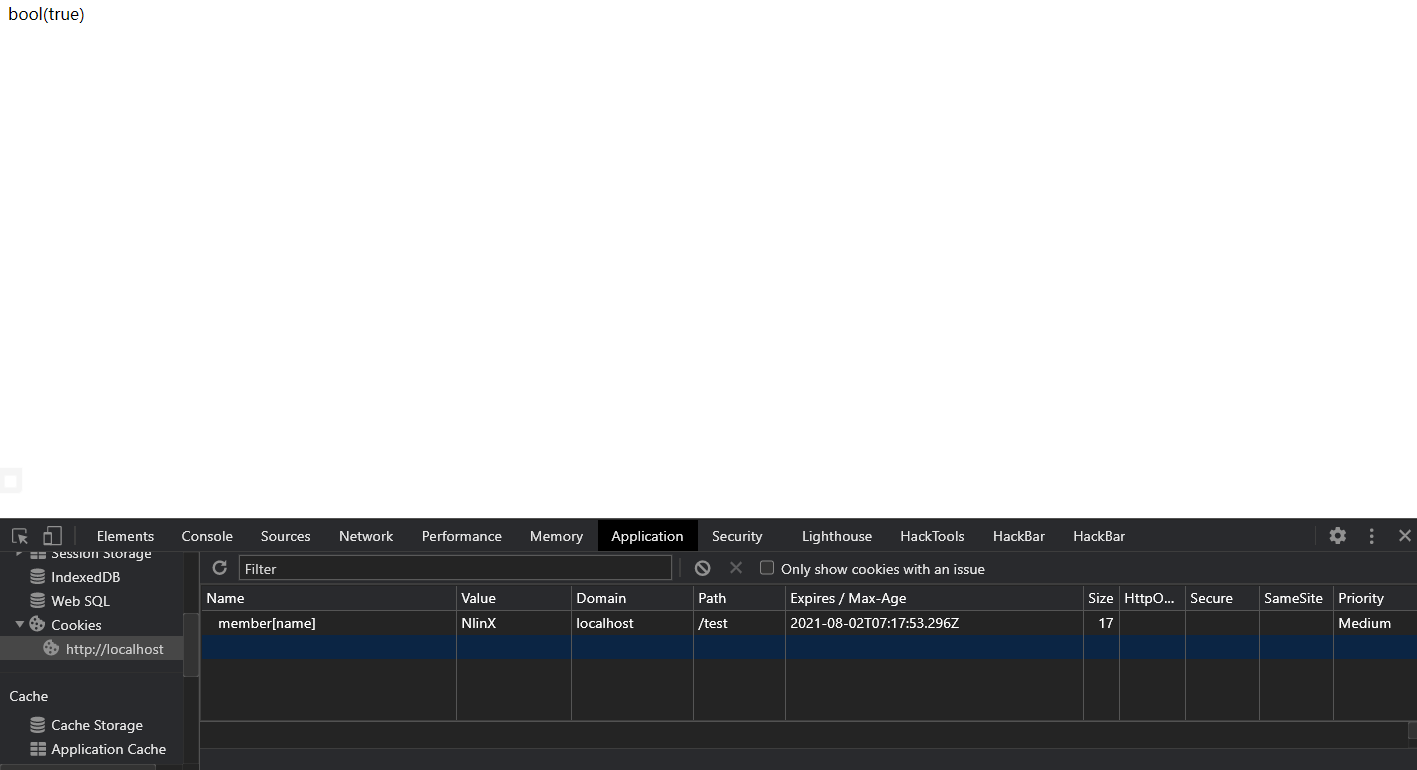 bool(true)
Elements Console Sources Network Performance Memory Application Security Lighthouse HackTools HackBar HackBar
Session Storage
IndexedDB
Web SQL
Cookies
http://localhost
Cache
Cache Storage
Application Cache
Filter Only show cookies with an issue
Name Value Domain Path Expires / Max-Age Size HttpO... Secure SameSite Priority
member[name] NlinX localhost /test 2021-08-02T07:17:53.296Z 17 Medium